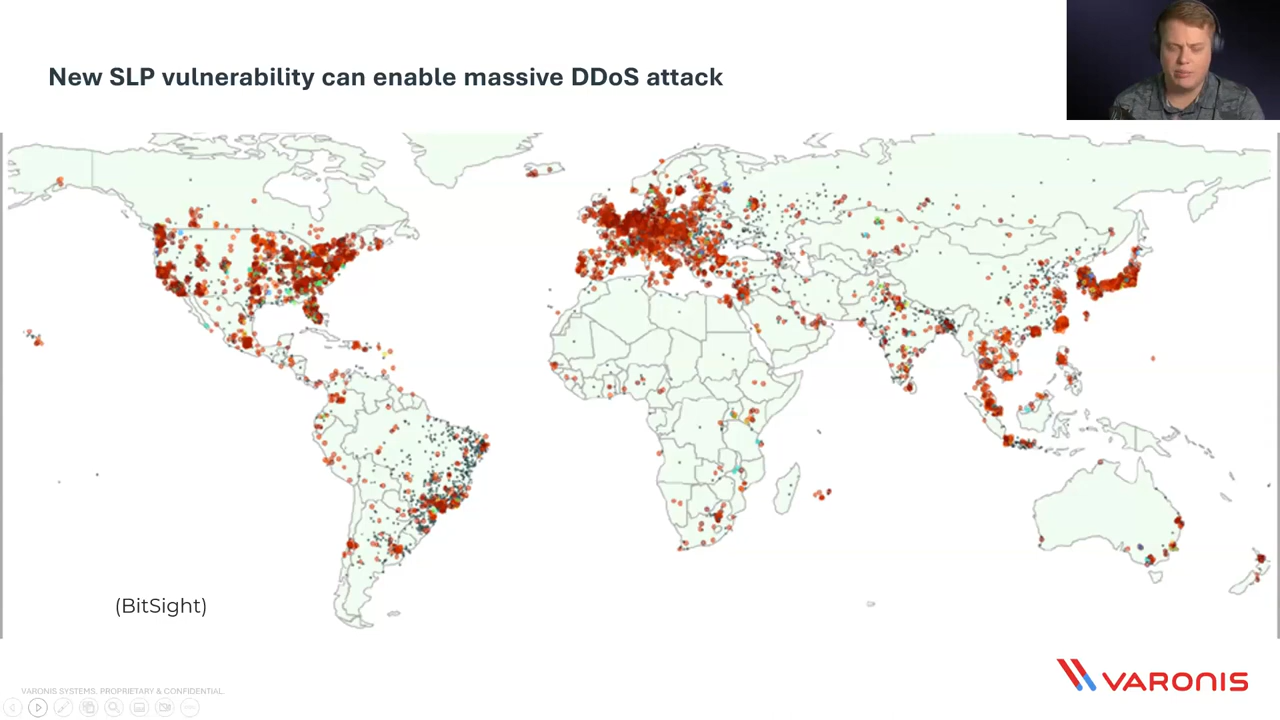 New SLP vulnerability can enable massive DDoS attack
(BitSight)
VARONIS SYSTEMS. PROPRIETARY & CONFIDENTIAL.
VARONIS